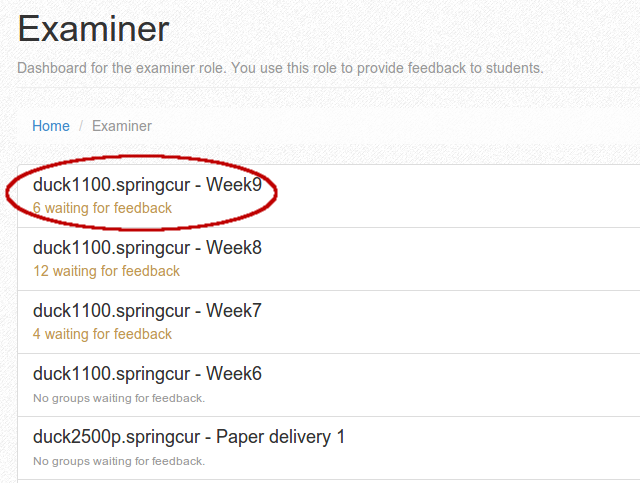 Examiner
Dashboard for the examiner role. You use this role to provide feedback to students.
Home / Examiner
duck1100.springcur - Week9
6 waiting for feedback
duck1100.springcur - Week8
12 waiting for feedback
duck1100.springcur - Week7
4 waiting for feedback
duck1100.springcur - Week6
No groups waiting for feedback.
duck2500p.springcur - Paper delivery 1
No groups waiting for feedback.